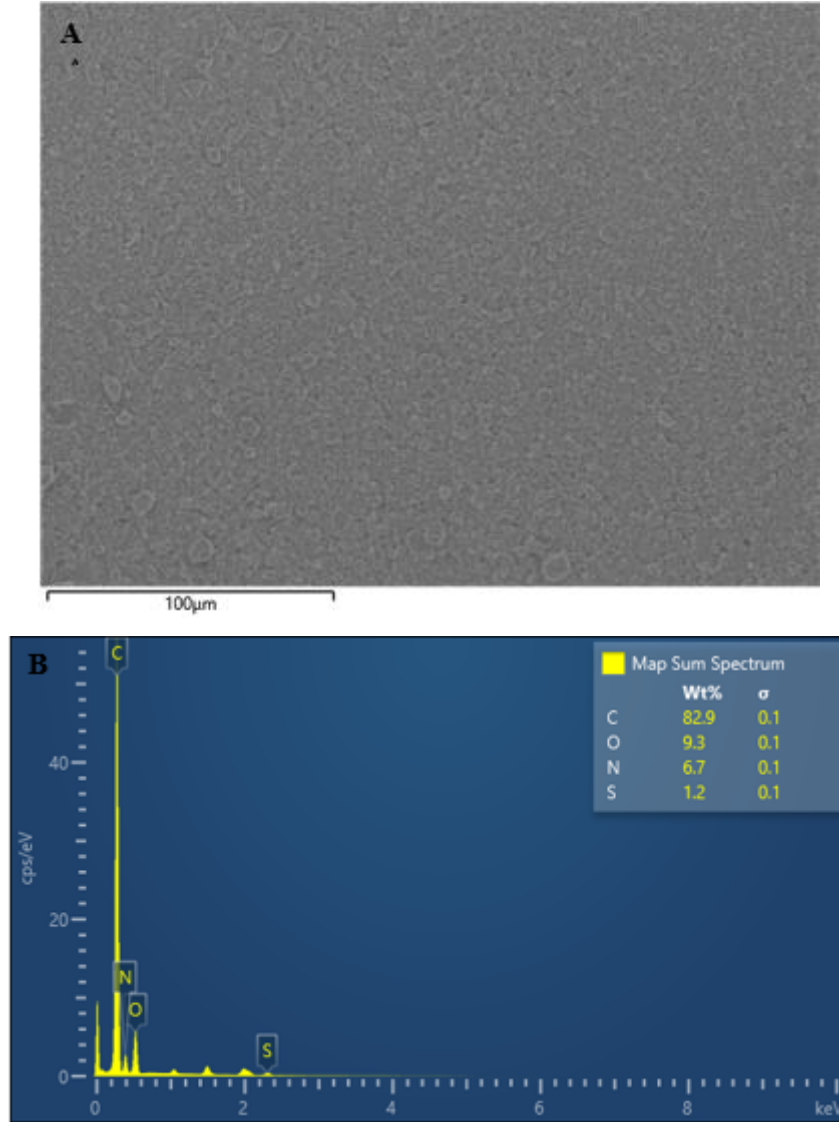 A
100µm
B
C
Map Sum Spectrum
Wt% σ
C 82.9 0.1
O 9.3 0.1
N 6.7 0.1
S 1.2 0.1
40
cps/eV
20
N
O
S
0
0 2 4 6 8 keV